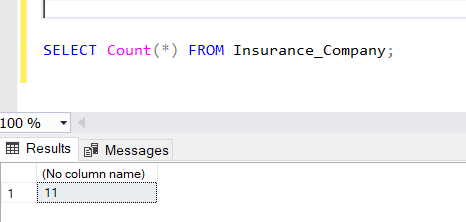 SELECT Count(*) FROM Insurance_Company;
100 %
Results Messages
(No column name)
1 11